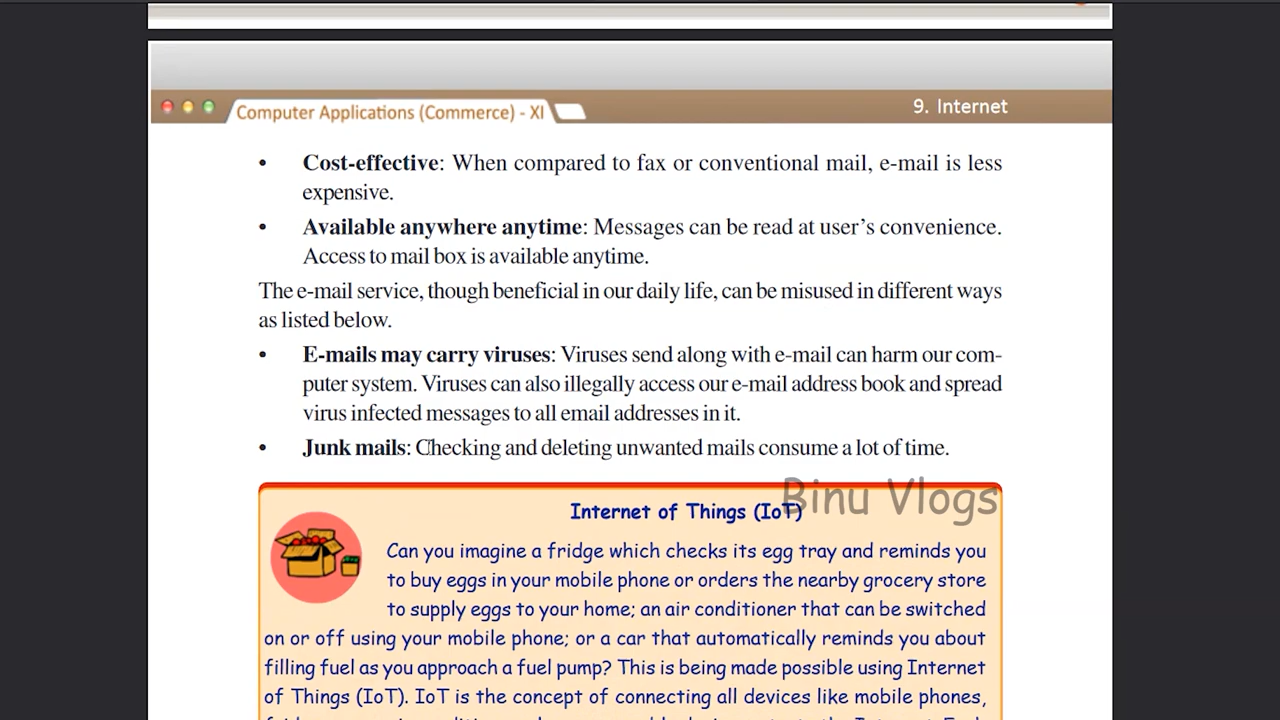 Computer Applications (Commerce) - XI
9. Internet
• Cost-effective: When compared to fax or conventional mail, e-mail is less
expensive.
• Available anywhere anytime: Messages can be read at user's convenience.
Access to mail box is available anytime.
The e-mail service, though beneficial in our daily life, can be misused in different ways
as listed below.
• E-mails may carry viruses: Viruses send along with e-mail can harm our com-
puter system. Viruses can also illegally access our e-mail address book and spread
virus infected messages to all email addresses in it.
• Junk mails: Checking and deleting unwanted mails consume a lot of time.
Binu Vlogs
Internet of Things (IoT)
Can you imagine a fridge which checks its egg tray and reminds you
to buy eggs in your mobile phone or orders the nearby grocery store
to supply eggs to your home; an air conditioner that can be switched
on or off using your mobile phone; or a car that automatically reminds you about
filling fuel as you approach a fuel pump? This is being made possible using Internet
of Things (IoT). IoT is the concept of connecting all devices like mobile phones,